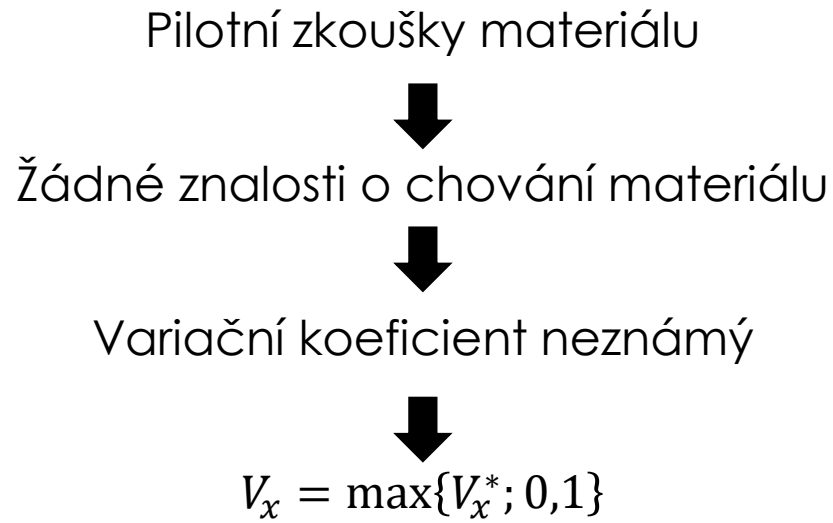 Pilotní zkoušky materiálu
Žádné znalosti o chování materiálu
Variační koeficient neznámý
$V_x = \max\{V_x^*; 0{,}1\}$